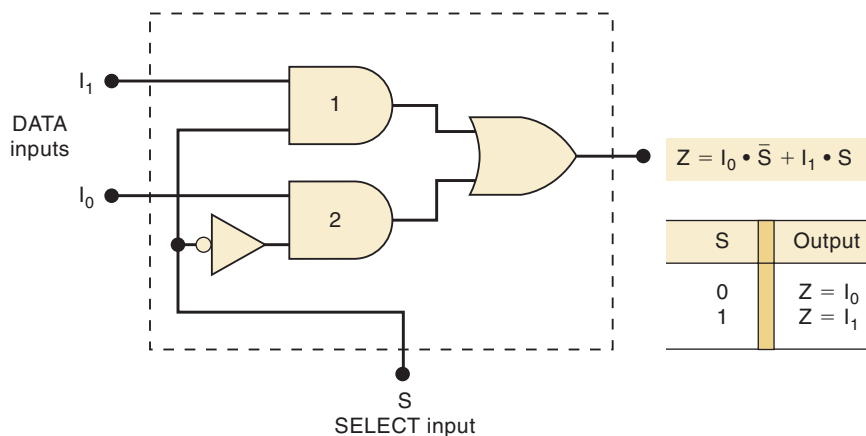 I₁
1
DATA
inputs
Z = I₀ • S̅ + I₁ • S
I₀
2
S Output
0 Z = I₀
1 Z = I₁
S
SELECT input